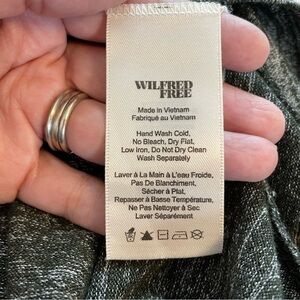 WILFRED
FREE
Made in Vietnam
Fabriqué au Vietnam
Hand Wash Cold,
No Bleach, Dry Flat,
Low Iron, Do Not Dry Clean
Wash Separately
Laver à La Main à L'eau Froide,
Pas De Blanchiment,
Sécher à Plat,
Repasser à Basse Température,
Ne Pas Nettoyer à Sec
Laver Séparément